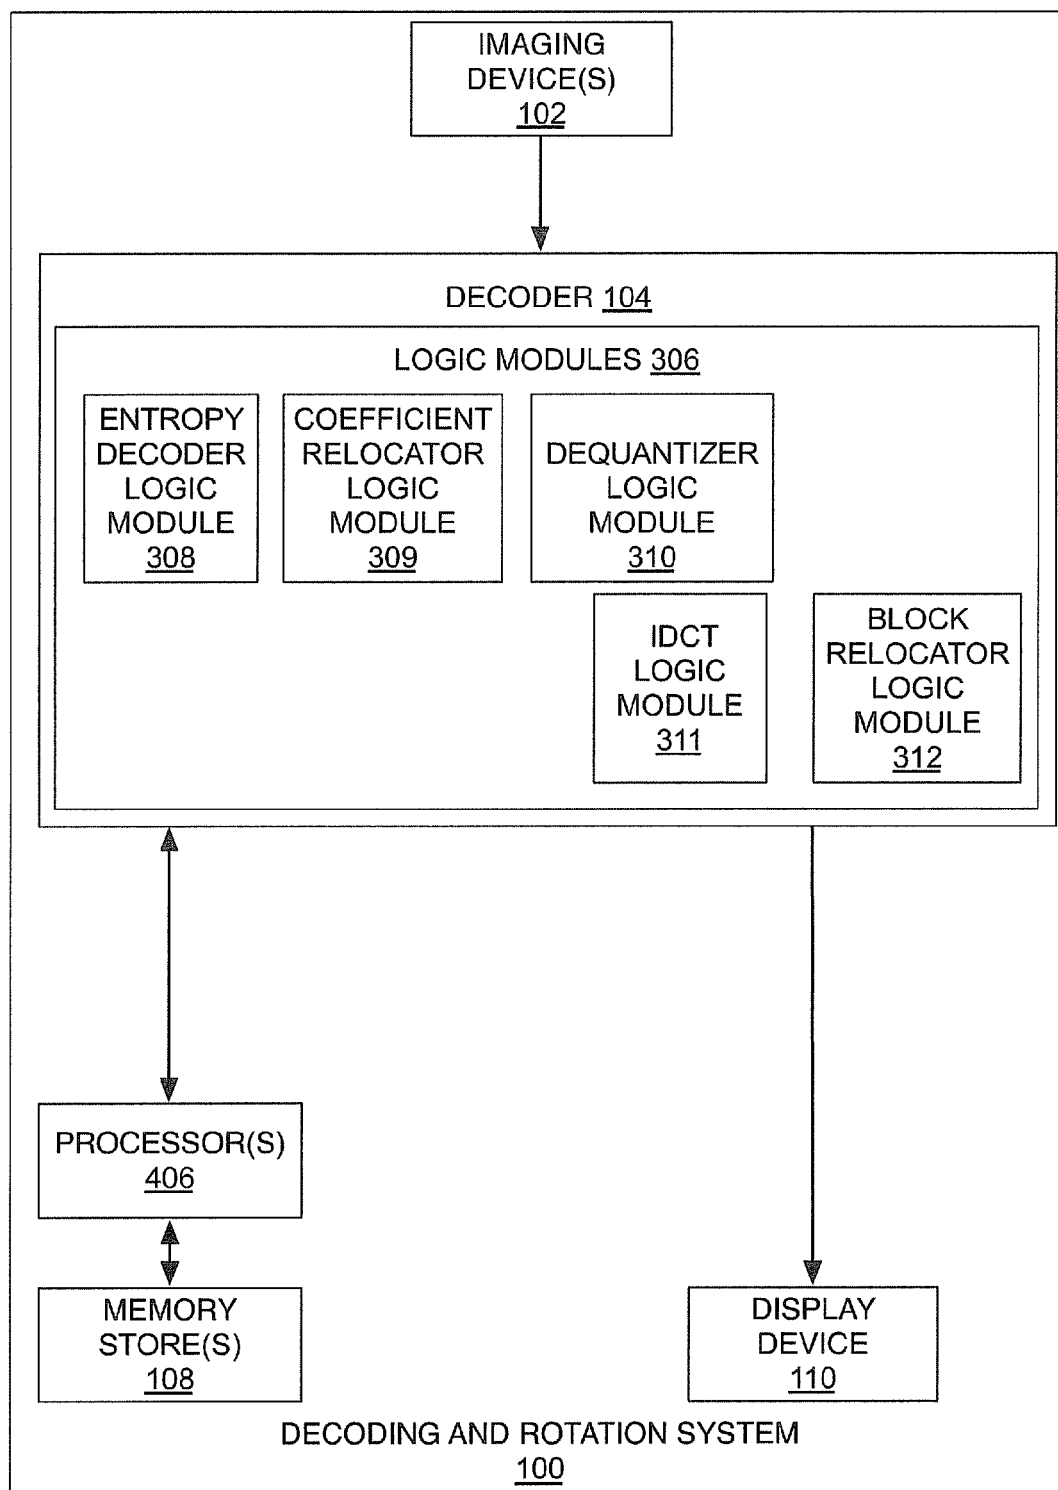 IMAGING
DEVICE(S)
102
DECODER 104
LOGIC MODULES 306
ENTROPY
DECODER
LOGIC
MODULE
308
COEFFICIENT
RELOCATOR
LOGIC
MODULE
309
DEQUANTIZER
LOGIC
MODULE
310
IDCT
LOGIC
MODULE
311
BLOCK
RELOCATOR
LOGIC
MODULE
312
PROCESSOR(S)
406
MEMORY
STORE(S)
108
DISPLAY
DEVICE
110
DECODING AND ROTATION SYSTEM
100